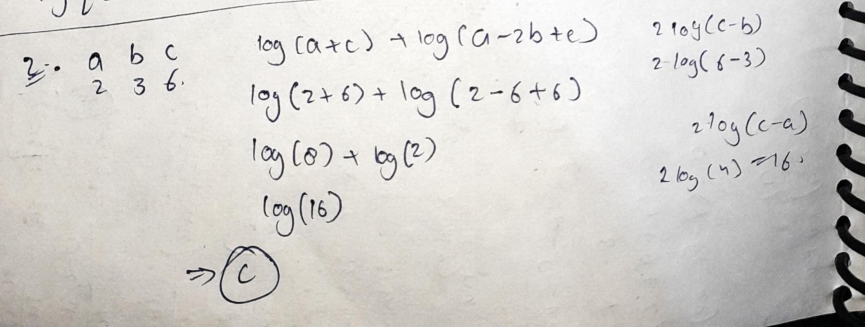 2. a b c
2 3 6.
log (a+c) + log (a-2b+c)
log (2+6) + log (2-6+6)
log (8) + log (2)
log (16)
⇒ C
2 log (c-b)
2 log (6-3)
2 log (c-a)
2 log (4) = 16.